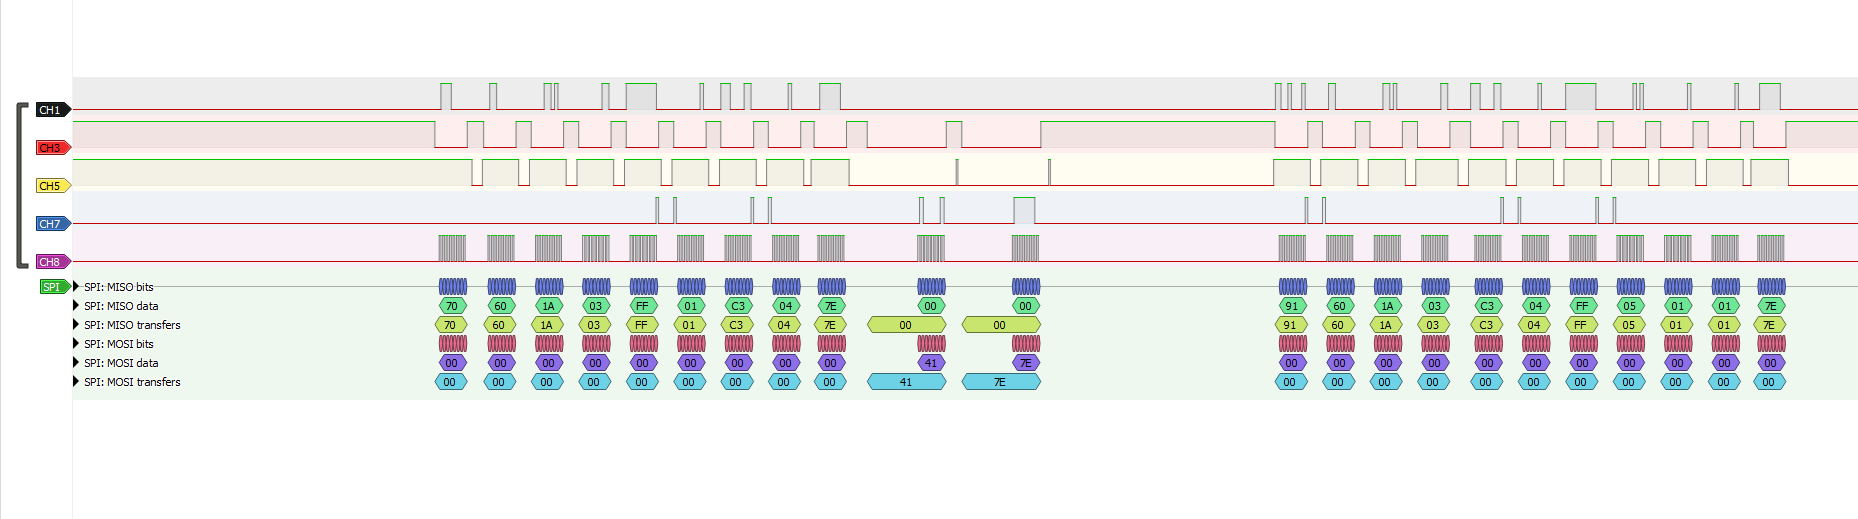 CH1
CH3
CH5
CH7
CH8
SPI SPI: MISO bits
SPI: MISO data 70 60 1A 03 FF 01 C3 04 7E 00 00 91 60 1A 03 C3 04 FF 05 01 01 7E
SPI: MISO transfers 70 60 1A 03 FF 01 C3 04 7E 00 00 91 60 1A 03 C3 04 FF 05 01 01 7E
SPI: MOSI bits
SPI: MOSI data 00 00 00 00 00 00 00 00 00 41 7E 00 00 00 00 00 00 00 00 00 00 00
SPI: MOSI transfers 00 00 00 00 00 00 00 00 00 41 7E 00 00 00 00 00 00 00 00 00 00 00